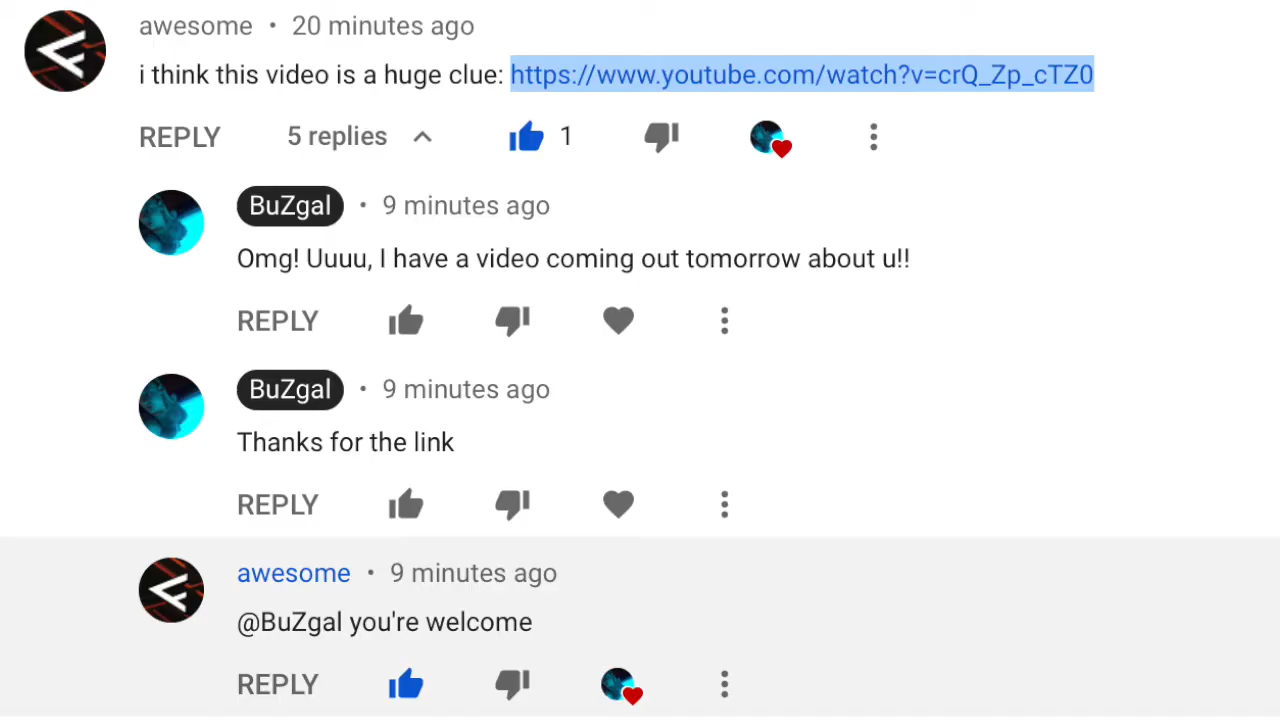 awesome • 20 minutes ago
i think this video is a huge clue: https://www.youtube.com/watch?v=crQ_Zp_cTZ0
REPLY 5 replies 1
BuZgal • 9 minutes ago
Omg! Uuuu, I have a video coming out tomorrow about u!!
REPLY
BuZgal • 9 minutes ago
Thanks for the link
REPLY
awesome • 9 minutes ago
@BuZgal you're welcome
REPLY